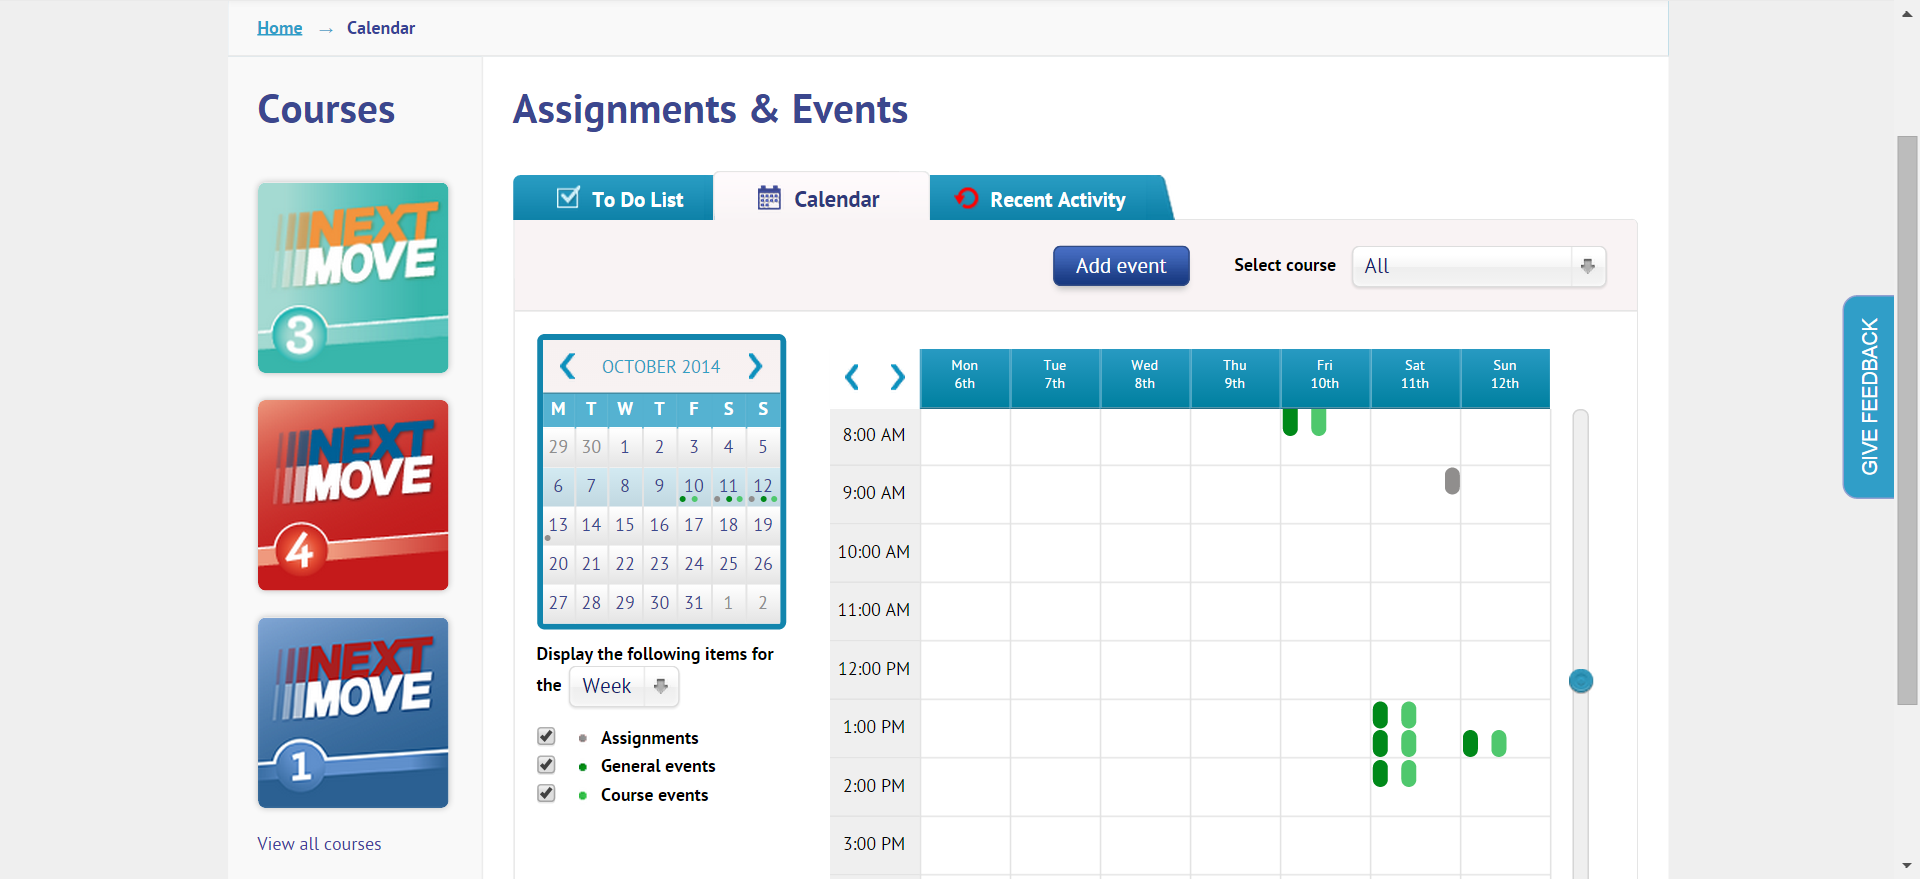 Home → Calendar
Courses
NEXT
MOVE
3
NEXT
MOVE
4
NEXT
MOVE
1
View all courses
Assignments & Events
To Do List
Calendar
Recent Activity
Add event
Select course
All
OCTOBER 2014
M T W T F S S
29 30 1 2 3 4 5
6 7 8 9 10 11 12
13 14 15 16 17 18 19
20 21 22 23 24 25 26
27 28 29 30 31 1 2
Display the following items for
the Week
Assignments
General events
Course events
Mon Tue Wed Thu Fri Sat Sun
6th 7th 8th 9th 10th 11th 12th
8:00 AM
9:00 AM
10:00 AM
11:00 AM
12:00 PM
1:00 PM
2:00 PM
3:00 PM
GIVE FEEDBACK